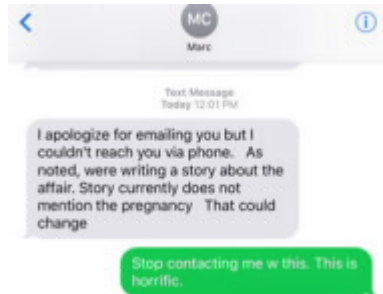 MC
Marc
Text Message
Today 12:01 PM
I apologize for emailing you but I
couldn't reach you via phone. As
noted, were writing a story about the
affair. Story currently does not
mention the pregnancy That could
change
Stop contacting me w this. This is
horrific.